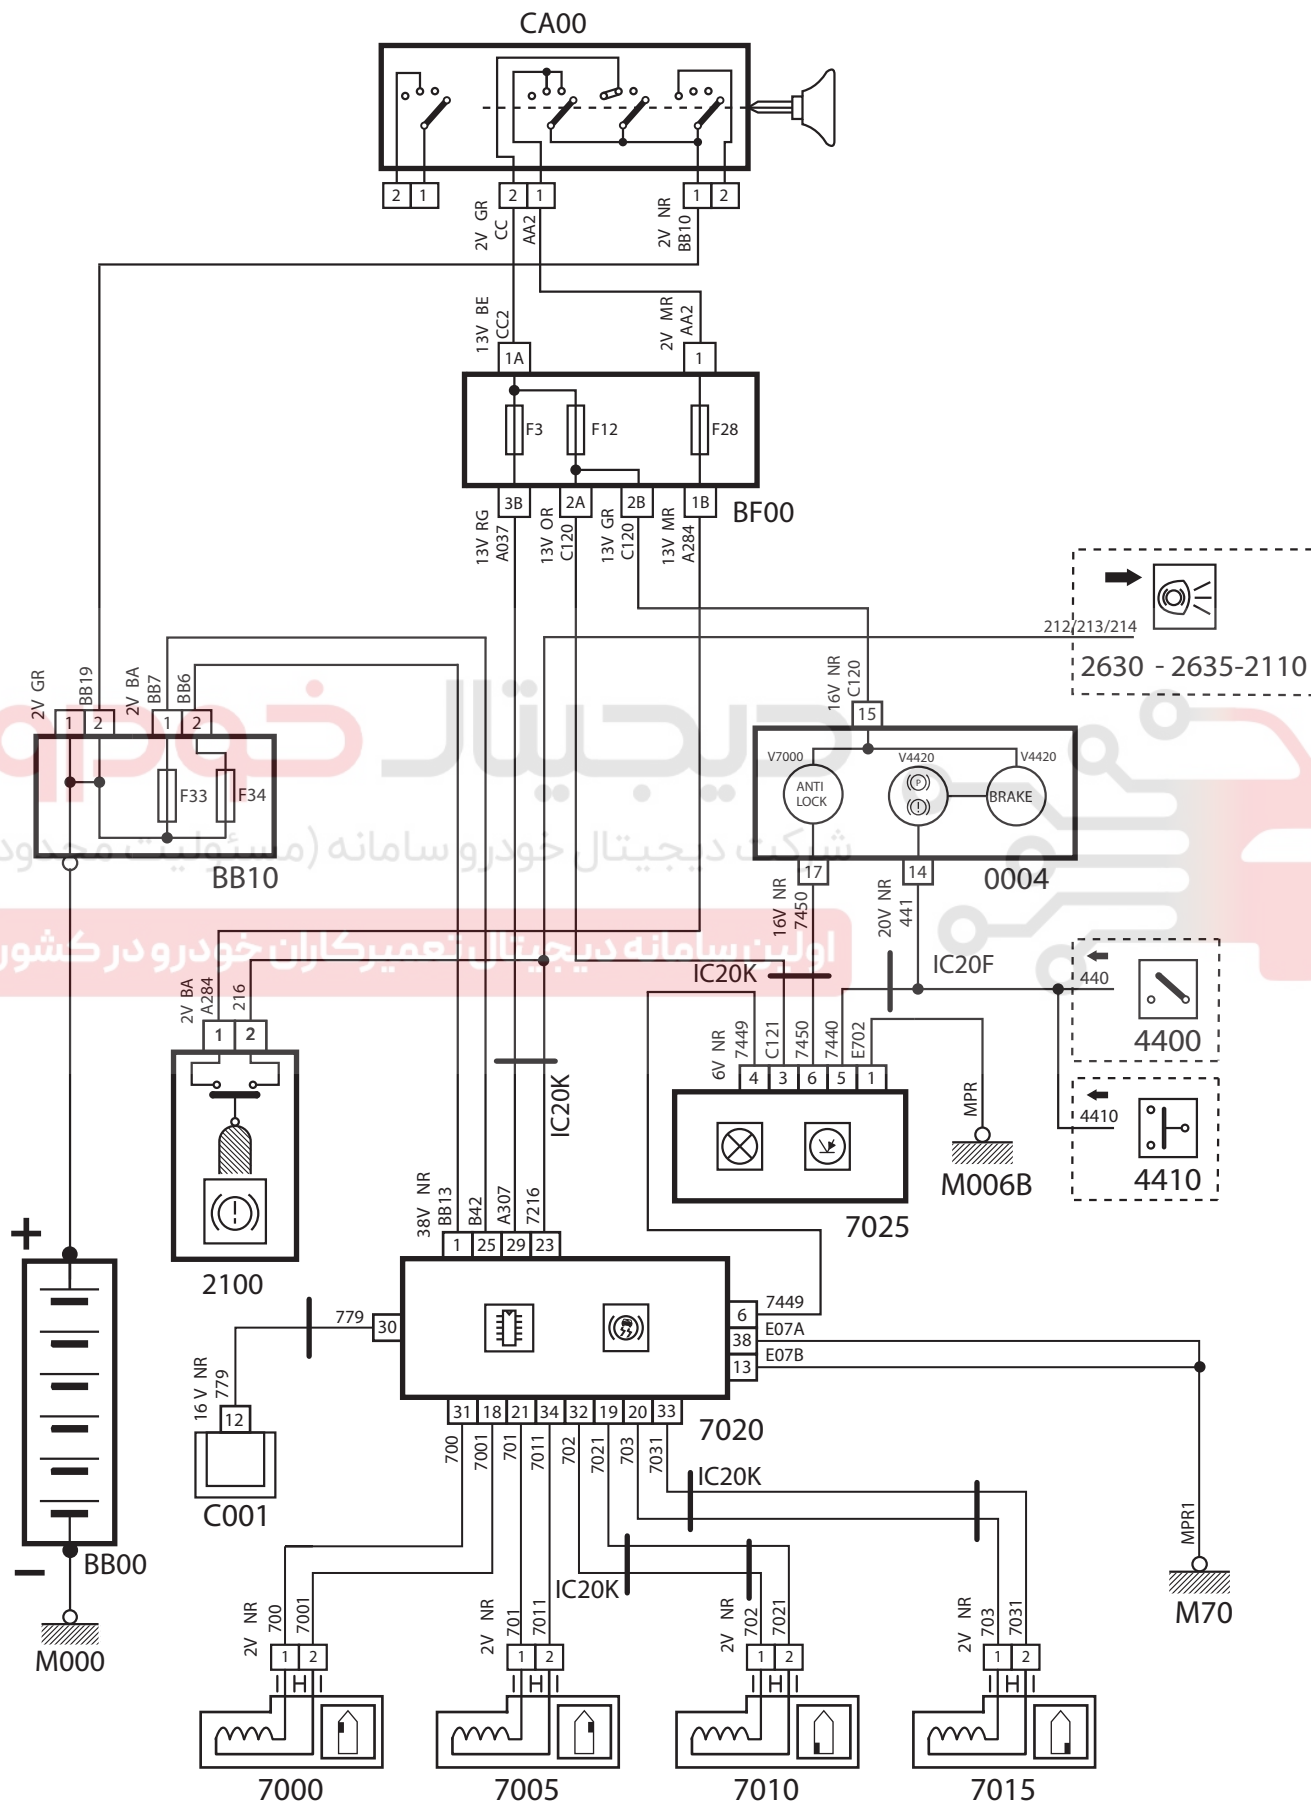 CA00
2 1 2 1 1 2
2V GR
CC
AA2
2V NR
BB10
13V BE
CC2
2V MR
AA2
1A 1
F3 F12 F28
3B 2A 2B 1B
BF00
13V RG
A037
13V OR
C120
13V GR
C120
13V MR
A284
212/213/214
2630 - 2635-2110
2V GR
BB19
2V BA
BB7
BB6
16V NR
C120
1 2 1 2
15
دیجیتال خودرو
V7000 V4420 V4420
F33 F34
ANTI
LOCK
P
BRAKE
شرکت دیجیتال خودرو سامانه (مسئولیت محدود
BB10
17 14
0004
16V NR
7450
20V NR
441
اولین سامانه دیجیتال تعمیرکاران خودرو در کشور
IC20K
IC20F
440
4400
2V BA
A284
216
1 2
6V NR
7449
C121
7450
7440
E702
4 3 6 5 1
IC20K
MPR
4410
4410
M006B
7025
2100
38V NR
BB13
B42
A307
7216
1 25 29 23
+
779
30
6 7449
38 E07A
13 E07B
16 V NR
779
12
C001
31 18 21 34 32 19 20 33
7020
700
7001
701
7011
702
7021
703
7031
IC20K
IC20K
BB00
M000
MPR1
M70
2V NR
700
7001
2V NR
701
7011
2V NR
702
7021
2V NR
703
7031
1 2 1 2 1 2 1 2
7000 7005 7010 7015